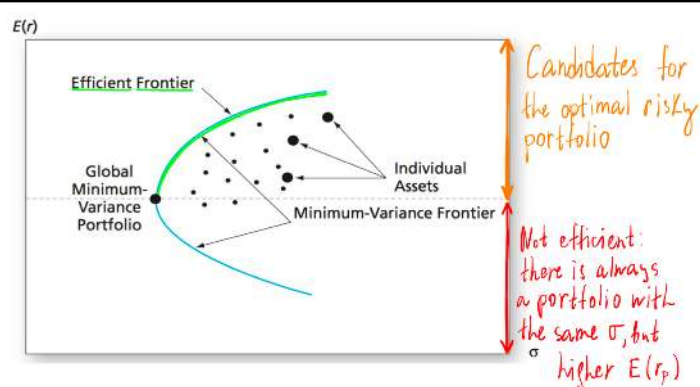 E(r)
Efficient Frontier
Global
Minimum-
Variance
Portfolio
Individual
Assets
Minimum-Variance Frontier
σ
Candidates for
the optimal risky
portfolio
Not efficient:
there is always
a portfolio with
the same σ, but
higher E(rₚ)